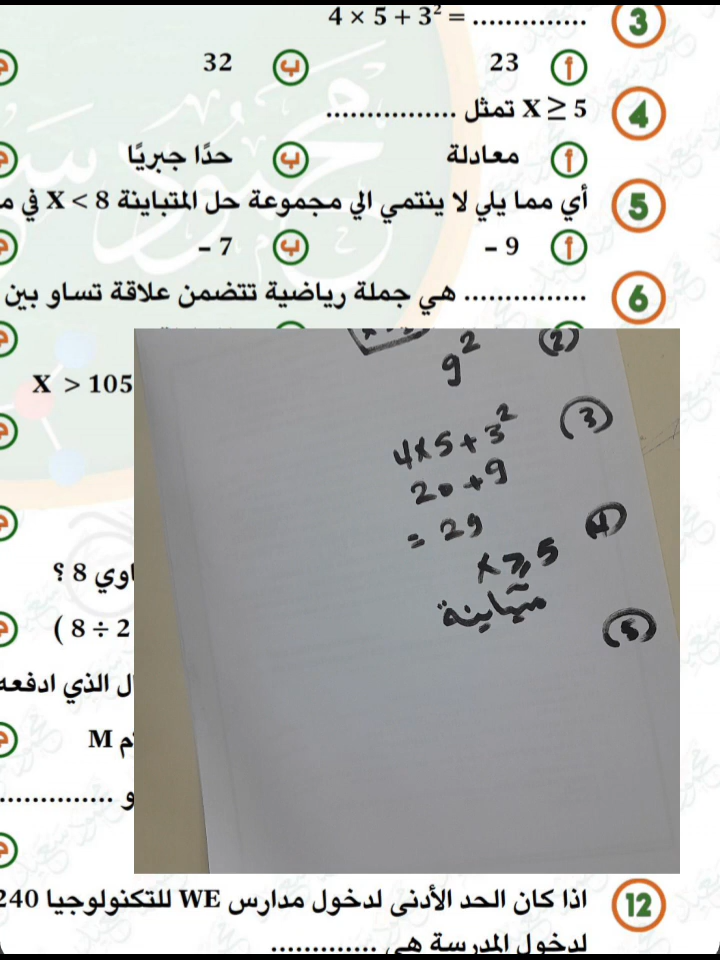 3 4 × 5 + 3² = ...............
أ 23 ب 32
4 X ≥ 5 تمثل .................
أ معادلة ب حدًا جبريًا
5 أي مما يلي لا ينتمي الي مجموعة حل المتباينة X < 8 في
أ – 9 ب – 7
6 ................ هي جملة رياضية تتضمن علاقة تساو بين
X > 105
(2)
9²
(3)
4 x 5 + 3²
20 + 9
= 29
(4)
x ≥ 5
متباينة
(5)
8 ؟
( 8 ÷ 2
الذي ادفعه
M
و ..............
12 اذا كان الحد الأدنى لدخول مدارس WE للتكنولوجيا 240
لدخول المدرسة هي .............